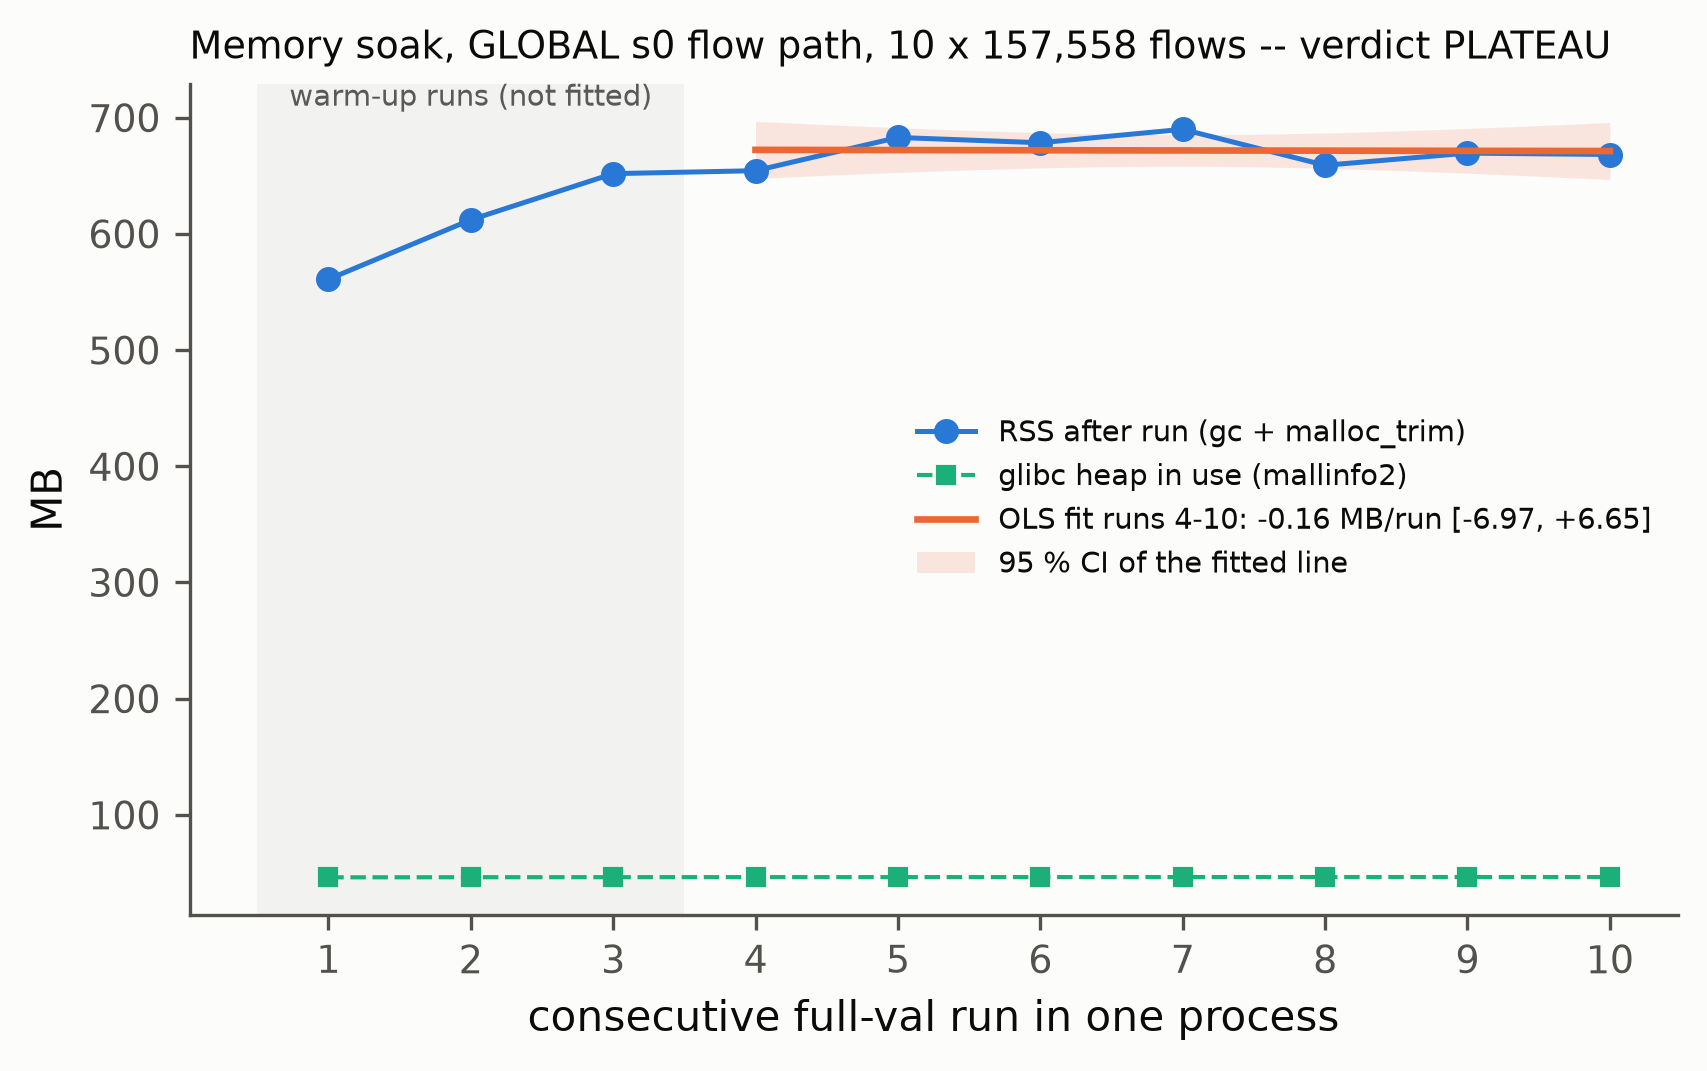 Memory soak, GLOBAL s0 flow path, 10 x 157,558 flows -- verdict PLATEAU
warm-up runs (not fitted)
700
600
500
400
300
200
100
MB
RSS after run (gc + malloc_trim)
glibc heap in use (mallinfo2)
OLS fit runs 4-10: -0.16 MB/run [-6.97, +6.65]
95 % CI of the fitted line
1 2 3 4 5 6 7 8 9 10
consecutive full-val run in one process